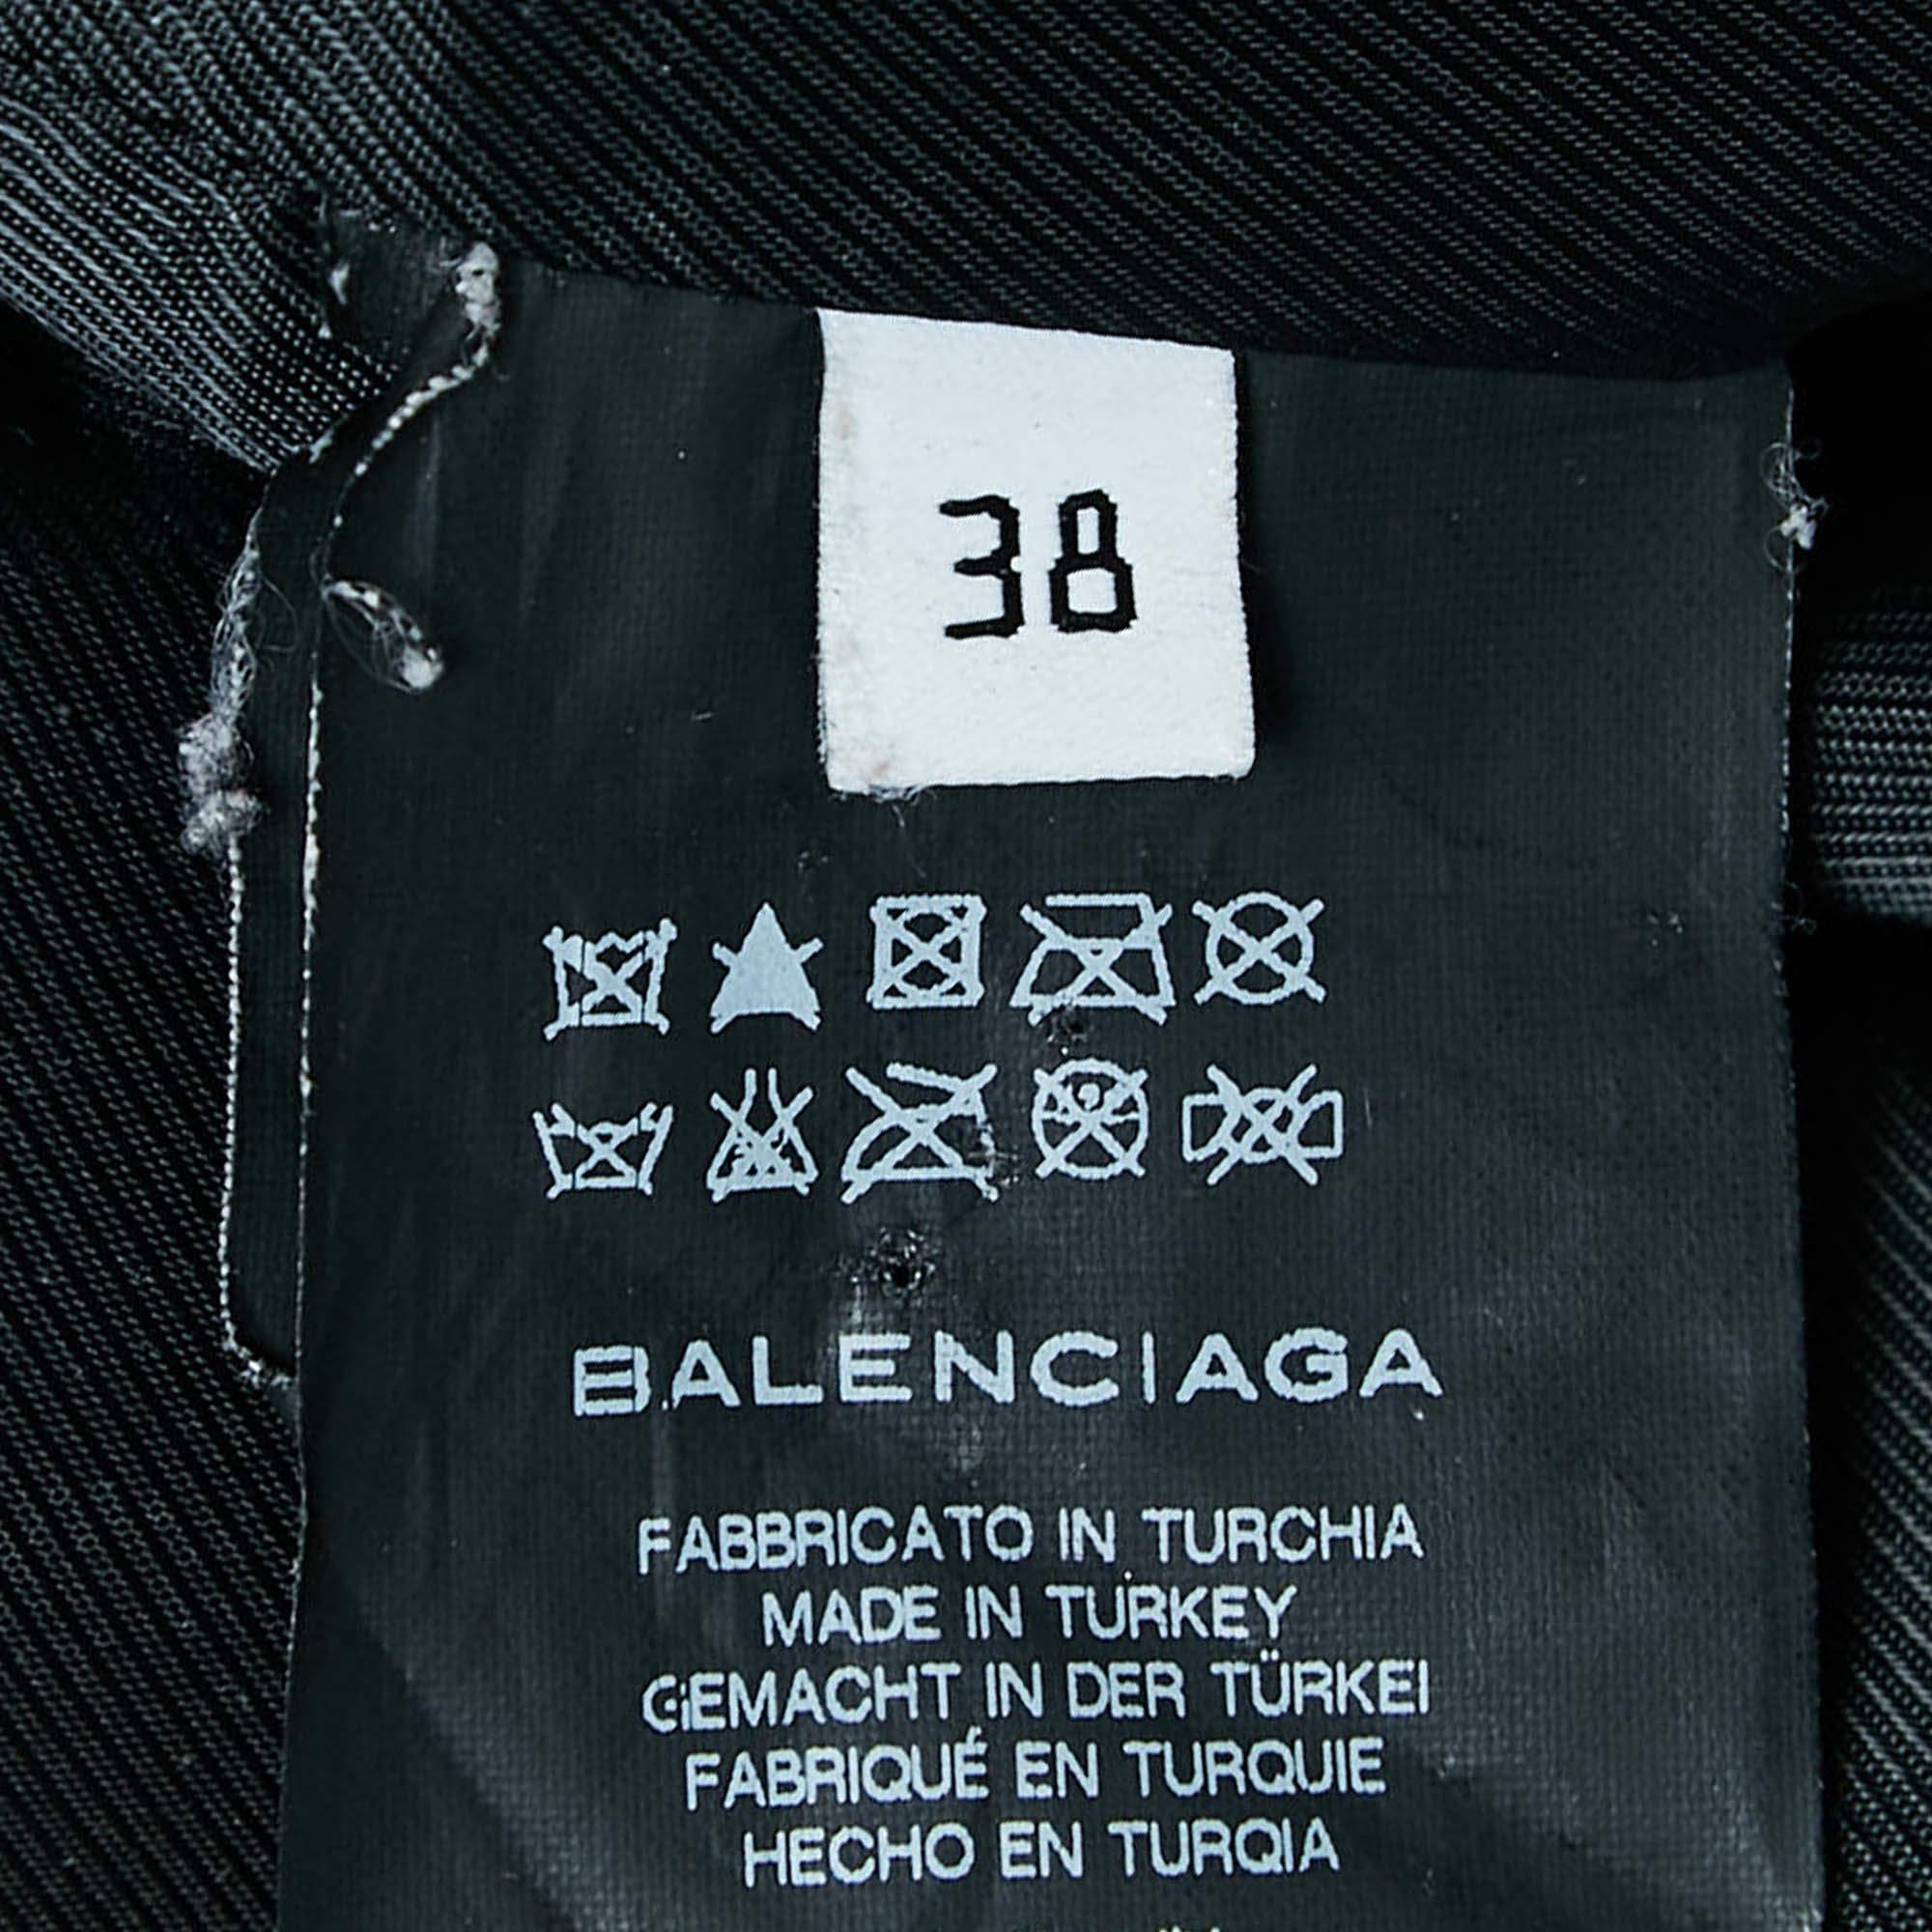 38
BALENCIAGA
FABBRICATO IN TURCHIA
MADE IN TURKEY
GEMACHT IN DER TÜRKEI
FABRIQUÉ EN TURQUIE
HECHO EN TURQIA